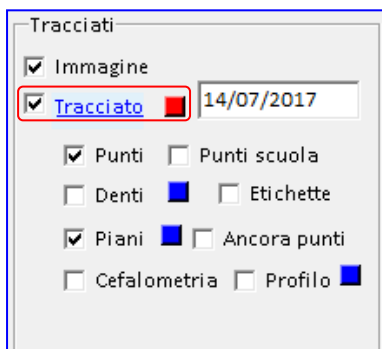 Tracciati
Immagine
Tracciato 14/07/2017
Punti Punti scuola
Denti Etichette
Piani Ancora punti
Cefalometria Profilo